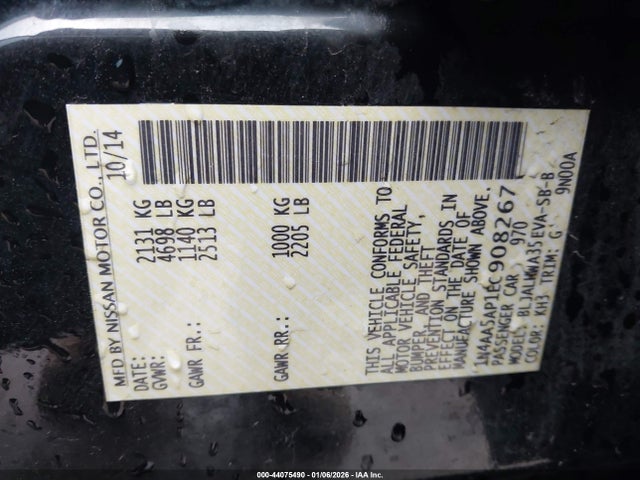 MFD BY NISSAN MOTOR CO., LTD.
DATE: 10/14
GVWR: 2131 KG
4698 LB
GAWR FR.: 1140 KG
2513 LB
GAWR RR.: 1000 KG
2205 LB
THIS VEHICLE CONFORMS TO
ALL APPLICABLE FEDERAL
MOTOR VEHICLE SAFETY,
BUMPER, AND THEFT
PREVENTION STANDARDS IN
EFFECT ON THE DATE OF
MANUFACTURE SHOWN ABOVE.
1N4AA5AP1EC908267
PASSENGER CAR 970
MODEL: BLJALHWA35EVA-SB-B
COLOR: KH3 TRIM: G 9N00A
000-44075490 - 01/06/2026 - IAA Inc.